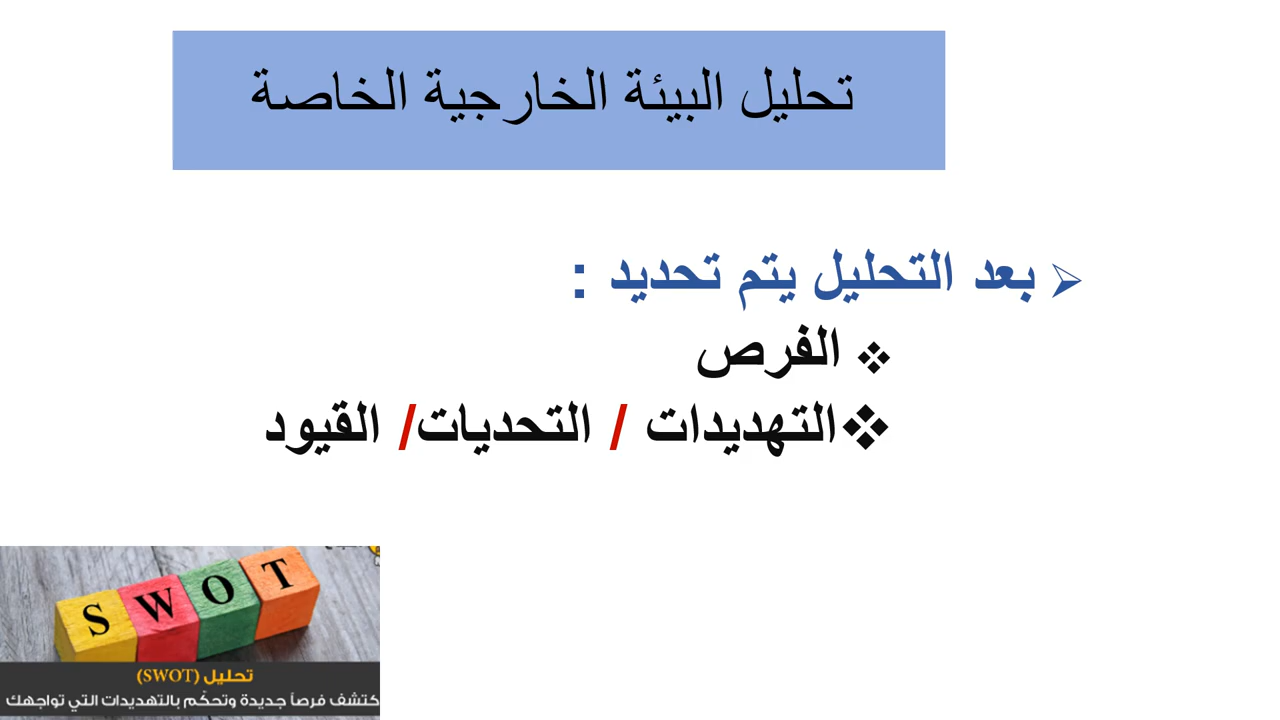 تحليل البيئة الخارجية الخاصة
بعد التحليل يتم تحديد :
الفرص
التهديدات / التحديات/ القيود
S W O T
تحليل (SWOT)
كتشف فرصاً جديدة وتحكّم بالتهديدات التي تواجهك